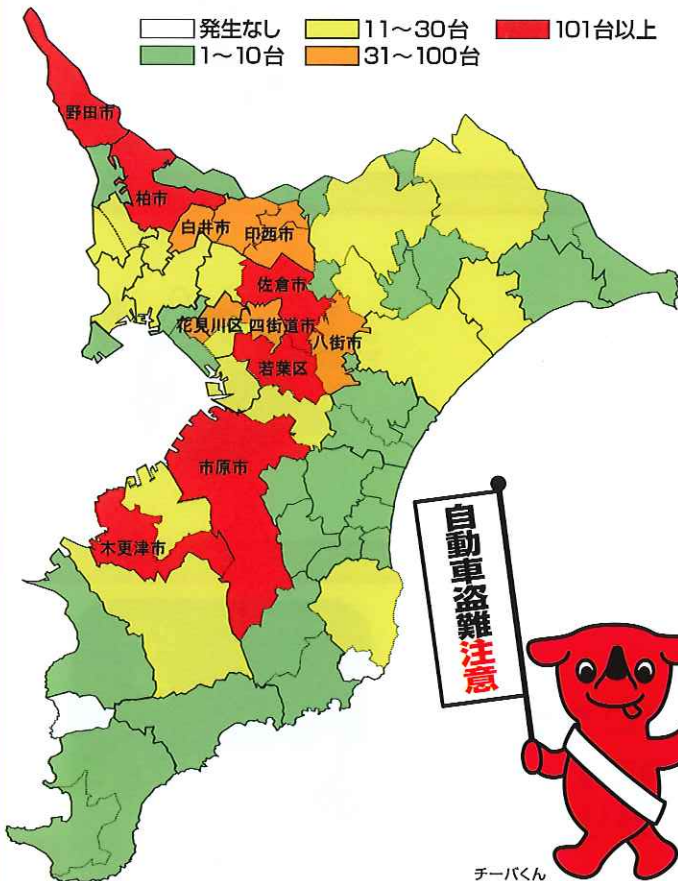 発生なし 11～30台 101台以上
1～10台 31～100台
野田市
柏市
白井市
印西市
佐倉市
花見川区
四街道市
八街市
若葉区
市原市
木更津市
自動車盗難注意
チーバくん